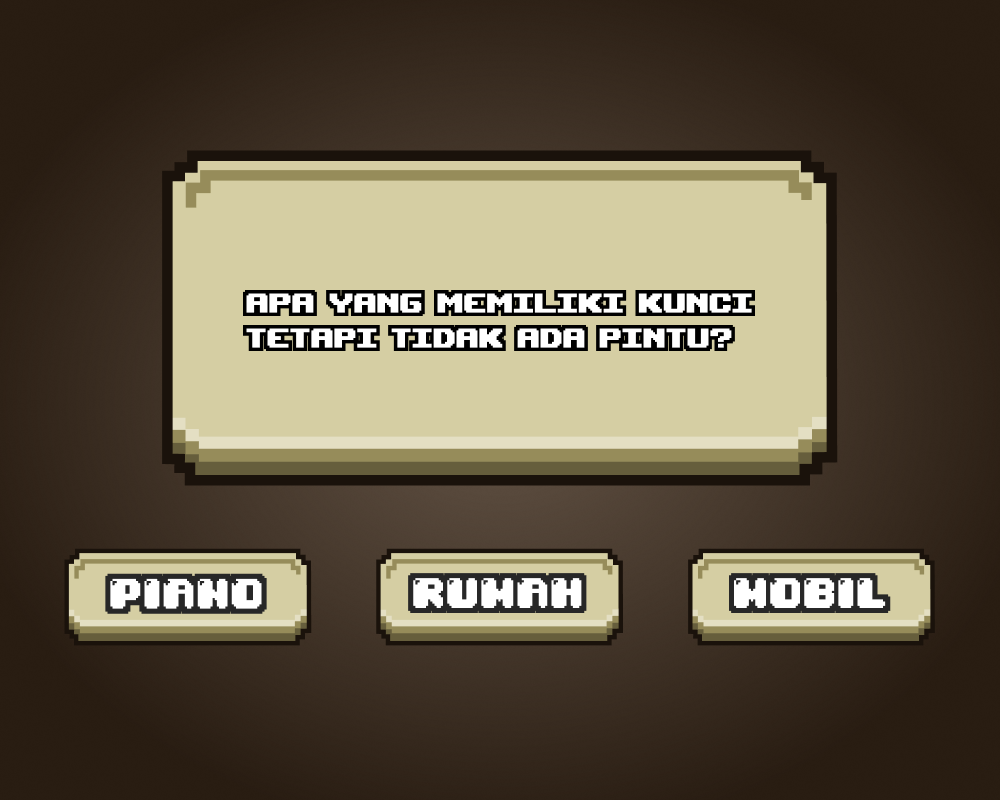 APA YANG MEMILIKI KUNCI
TETAPI TIDAK ADA PINTU?
PIANO
RUMAH
MOBIL